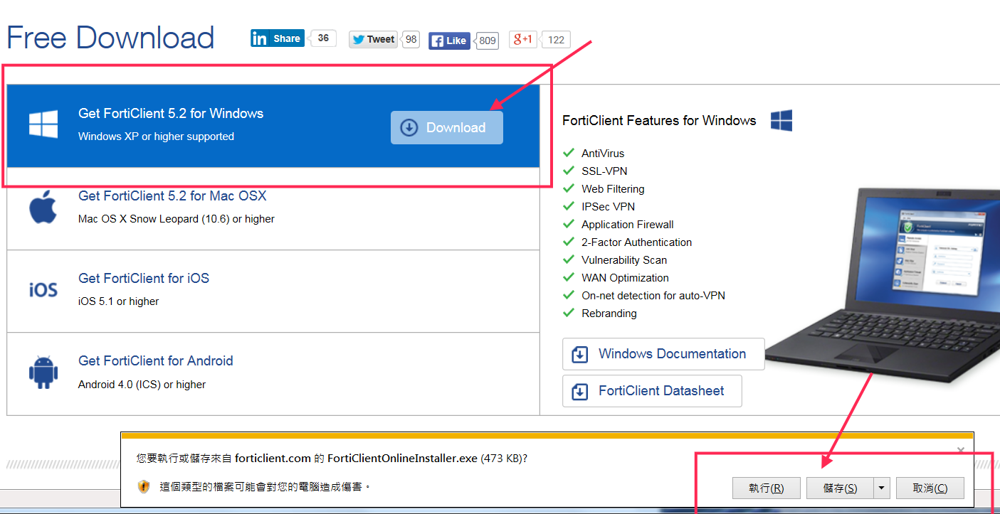 Free Download
in Share 36
Tweet 98
Like 809
g+1 122
Get FortiClient 5.2 for Windows
Windows XP or higher supported
Download
Get FortiClient 5.2 for Mac OSX
Mac OS X Snow Leopard (10.6) or higher
iOS
Get FortiClient for iOS
iOS 5.1 or higher
Get FortiClient for Android
Android 4.0 (ICS) or higher
FortiClient Features for Windows
AntiVirus
SSL-VPN
Web Filtering
IPSec VPN
Application Firewall
2-Factor Authentication
Vulnerability Scan
WAN Optimization
On-net detection for auto-VPN
Rebranding
Windows Documentation
FortiClient Datasheet
您要執行或儲存來自 forticlient.com 的 FortiClientOnlineInstaller.exe (473 KB)?
這個類型的檔案可能會對您的電腦造成傷害。
執行(R)
儲存(S)
取消(C)